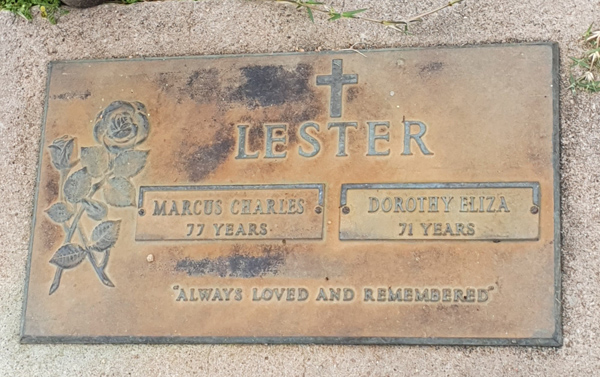 LESTER
MARCUS CHARLES
77 YEARS
DOROTHY ELIZA
71 YEARS
"ALWAYS LOVED AND REMEMBERED"